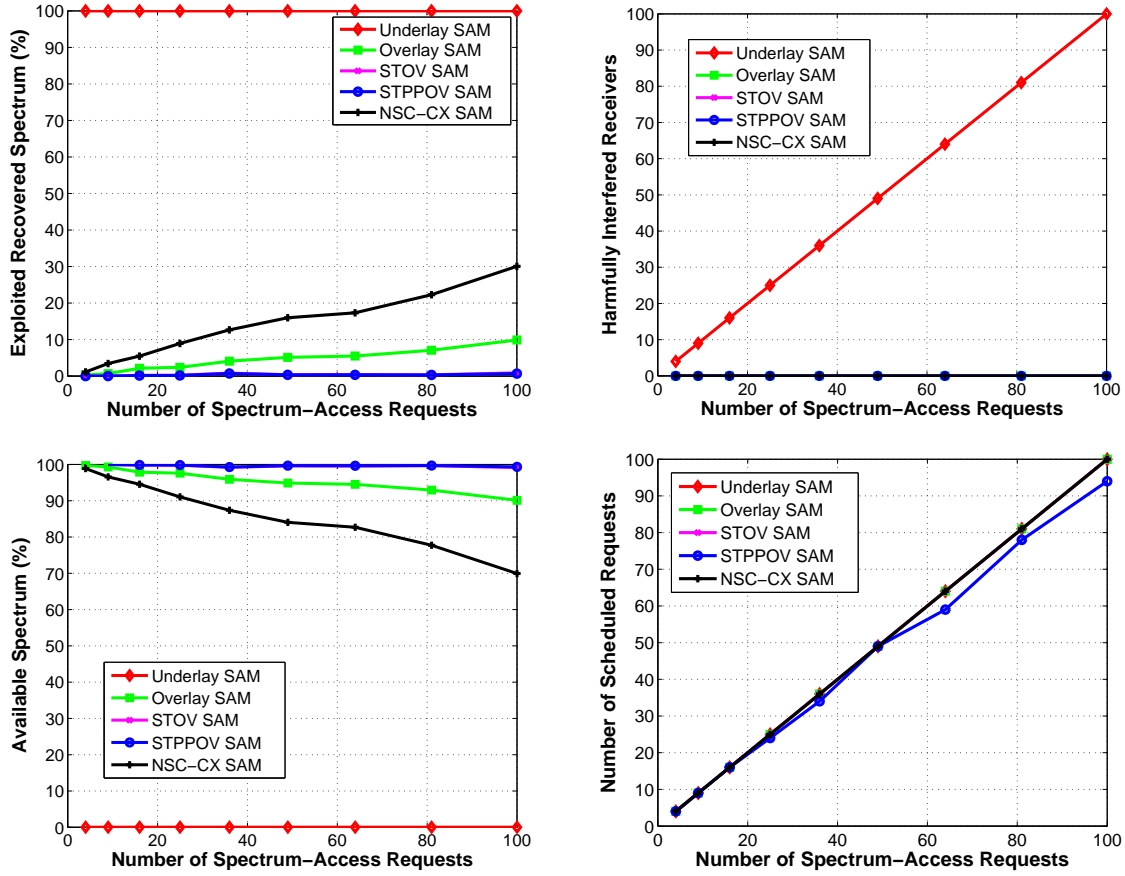 Exploited Recovered Spectrum (%)
100
90
80
70
60
50
40
30
20
10
0
0 20 40 60 80 100
Number of Spectrum–Access Requests
Underlay SAM
Overlay SAM
STOV SAM
STPPOV SAM
NSC–CX SAM
Harmfully Interfered Receivers
100
90
80
70
60
50
40
30
20
10
0
0 20 40 60 80 100
Number of Spectrum–Access Requests
Underlay SAM
Overlay SAM
STOV SAM
STPPOV SAM
NSC–CX SAM
Available Spectrum (%)
100
90
80
70
60
50
40
30
20
10
0
0 20 40 60 80 100
Number of Spectrum–Access Requests
Underlay SAM
Overlay SAM
STOV SAM
STPPOV SAM
NSC–CX SAM
Number of Scheduled Requests
100
90
80
70
60
50
40
30
20
10
0
0 20 40 60 80 100
Number of Spectrum–Access Requests
Underlay SAM
Overlay SAM
STOV SAM
STPPOV SAM
NSC–CX SAM